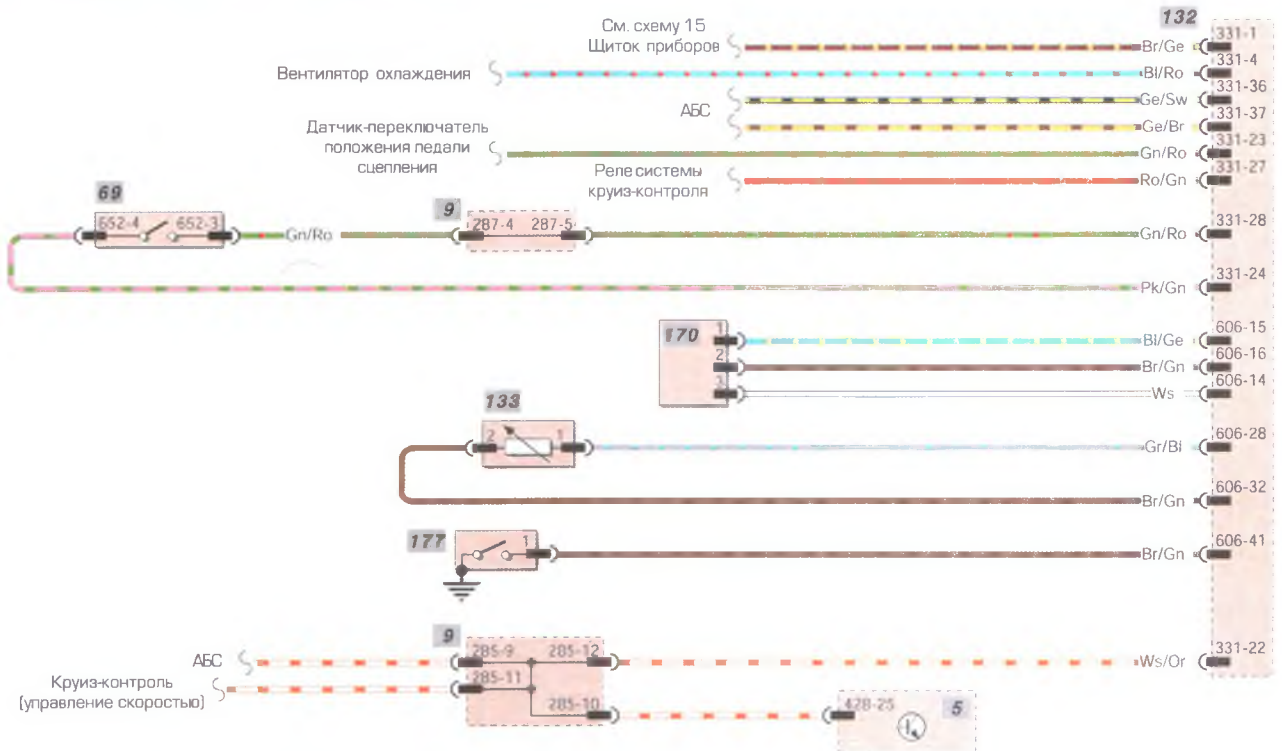 См. схему 15
Щиток приборов
Br/Ge
132
331-1
Вентилятор охлаждения
Bl/Ro
331-4
АБС
Ge/Sw
331-36
Ge/Br
331-37
Датчик-переключатель
положения педали
сцепления
Gn/Ro
331-23
Реле системы
круиз-контроля
Ro/Gn
331-27
69
652-4
652-3
Gn/Ro
9
287-4
287-5
Gn/Ro
331-28
Pk/Gn
331-24
170
1
Bl/Ge
606-15
2
Br/Gn
606-16
3
Ws
606-14
133
2
1
Gr/Bi
606-28
Br/Gn
606-32
177
1
Br/Gn
606-41
9
АБС
285-9
285-12
Ws/Or
331-22
Круиз-контроль
(управление скоростью)
285-11
285-10
428-25
5